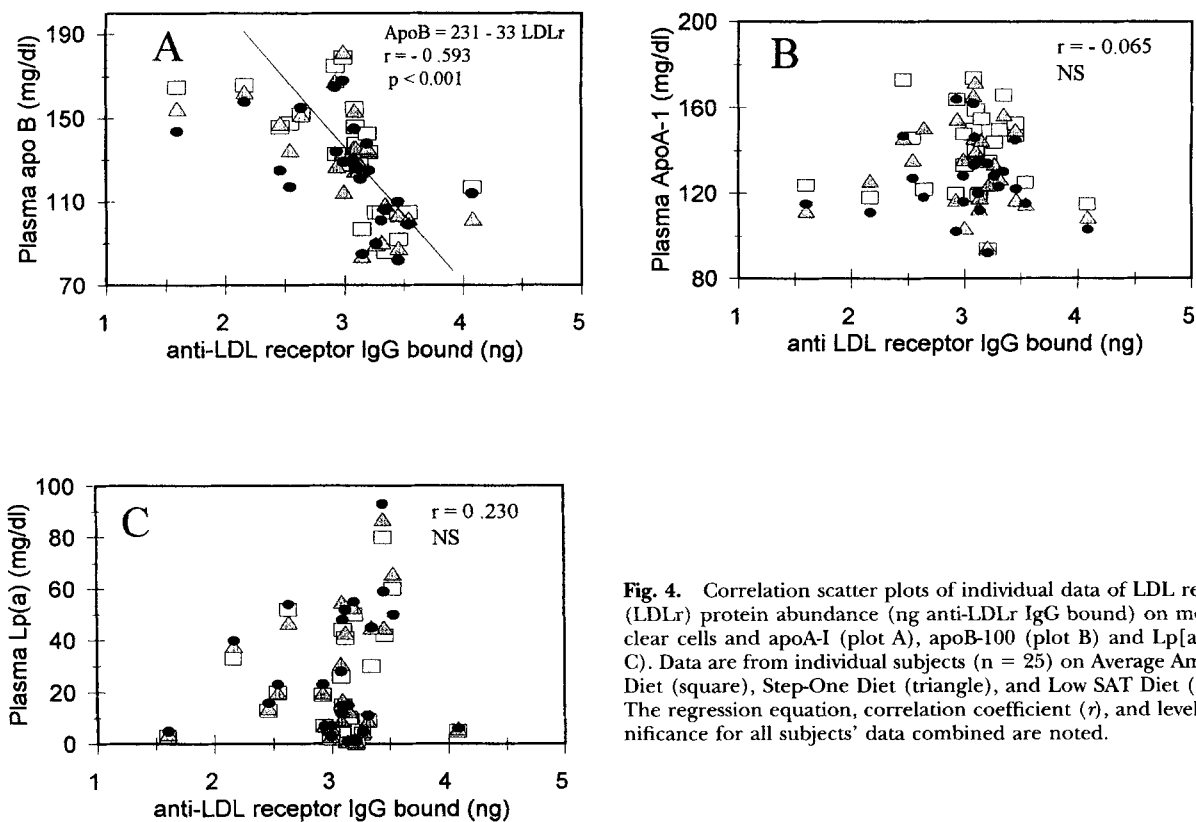 190
150
110
70
Plasma apo B (mg/dl)
A
ApoB = 231 - 33 LDLr
r = - 0.593
p < 0.001
1 2 3 4 5
anti-LDL receptor IgG bound (ng)
200
160
120
80
Plasma ApoA-1 (mg/dl)
B
r = - 0.065
NS
1 2 3 4 5
anti LDL receptor IgG bound (ng)
100
80
60
40
20
0
Plasma Lp(a) (mg/dl)
C
r = 0 .230
NS
1 2 3 4 5
anti-LDL receptor IgG bound (ng)
Fig. 4. Correlation scatter plots of individual data of LDL re
(LDLr) protein abundance (ng anti-LDLr IgG bound) on mo
clear cells and apoA-I (plot A), apoB-100 (plot B) and Lp[a
C). Data are from individual subjects (n = 25) on Average Am
Diet (square), Step-One Diet (triangle), and Low SAT Diet (
The regression equation, correlation coefficient (r), and level
nificance for all subjects' data combined are noted.